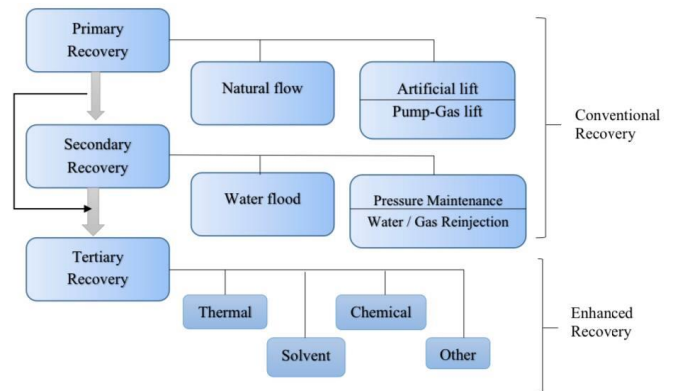 Primary
Recovery
Natural flow
Artificial lift
Pump-Gas lift
Conventional
Recovery
Secondary
Recovery
Water flood
Pressure Maintenance
Water / Gas Reinjection
Tertiary
Recovery
Thermal
Chemical
Solvent
Other
Enhanced
Recovery